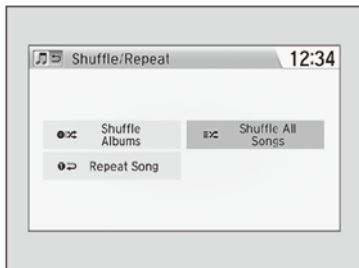 Shuffle/Repeat 12:34
Shuffle Albums
Shuffle All Songs
Repeat Song